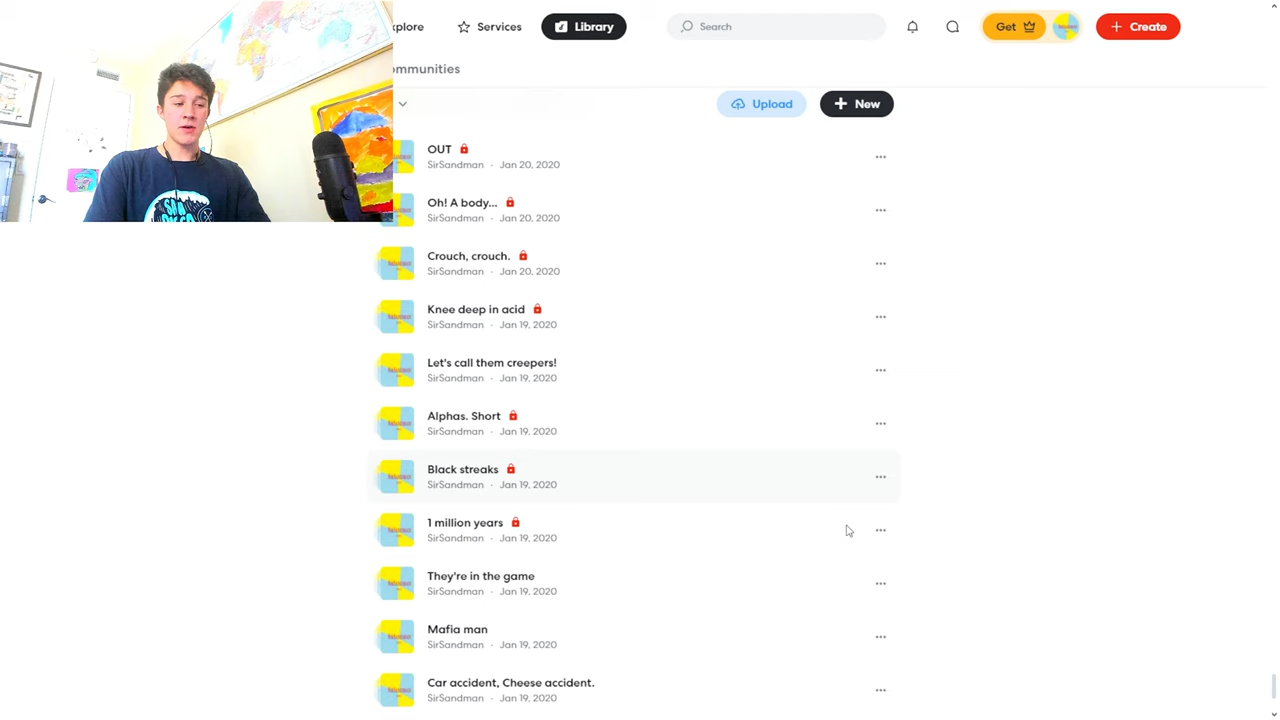 xplore
Services
Library
Search
Get
Create
ommunities
Upload
New
OUT
SirSandman · Jan 20, 2020
Oh! A body...
SirSandman · Jan 20, 2020
Crouch, crouch.
SirSandman · Jan 20, 2020
Knee deep in acid
SirSandman · Jan 19, 2020
Let's call them creepers!
SirSandman · Jan 19, 2020
Alphas. Short
SirSandman · Jan 19, 2020
Black streaks
SirSandman · Jan 19, 2020
1 million years
SirSandman · Jan 19, 2020
They're in the game
SirSandman · Jan 19, 2020
Mafia man
SirSandman · Jan 19, 2020
Car accident, Cheese accident.
SirSandman · Jan 19, 2020